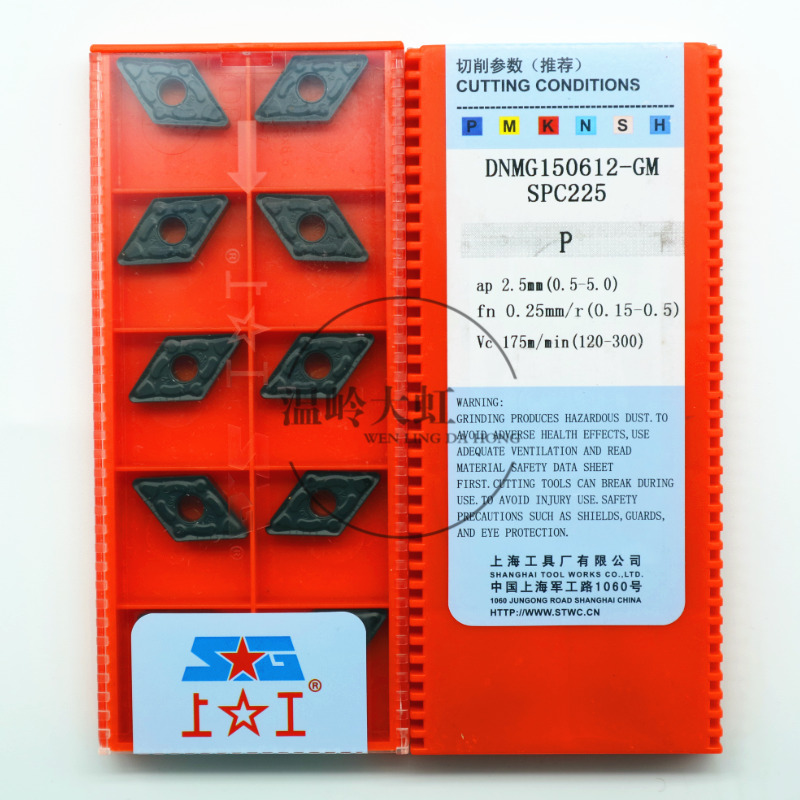 切削参数（推荐）
CUTTING CONDITIONS
P M K N S H
DNMG150612-GM
SPC225
P
ap 2.5mm(0.5-5.0)
fn 0.25mm/r(0.15-0.5)
Vc 175m/min(120-300)
WARNING:
GRINDING PRODUCES HAZARDOUS DUST.TO
AVOID ADVERSE HEALTH EFFECTS,USE
ADEQUATE VENTILATION AND READ
MATERIAL SAFETY DATA SHEET
FIRST.CUTTING TOOLS CAN BREAK DURING
USE.TO AVOID INJURY USE.SAFETY
PRECAUTIONS SUCH AS SHIELDS,GUARDS,
AND EYE PROTECTION.
上海工具厂有限公司
SHANGHAI TOOL WORKS CO.,LTD.
中国上海军工路1060号
1060 JUNGONG ROAD SHANGHAI CHINA
HTTP://WWW.STWC.CN
温岭大虹
WEN LING DA HONG
SG
上☆工®